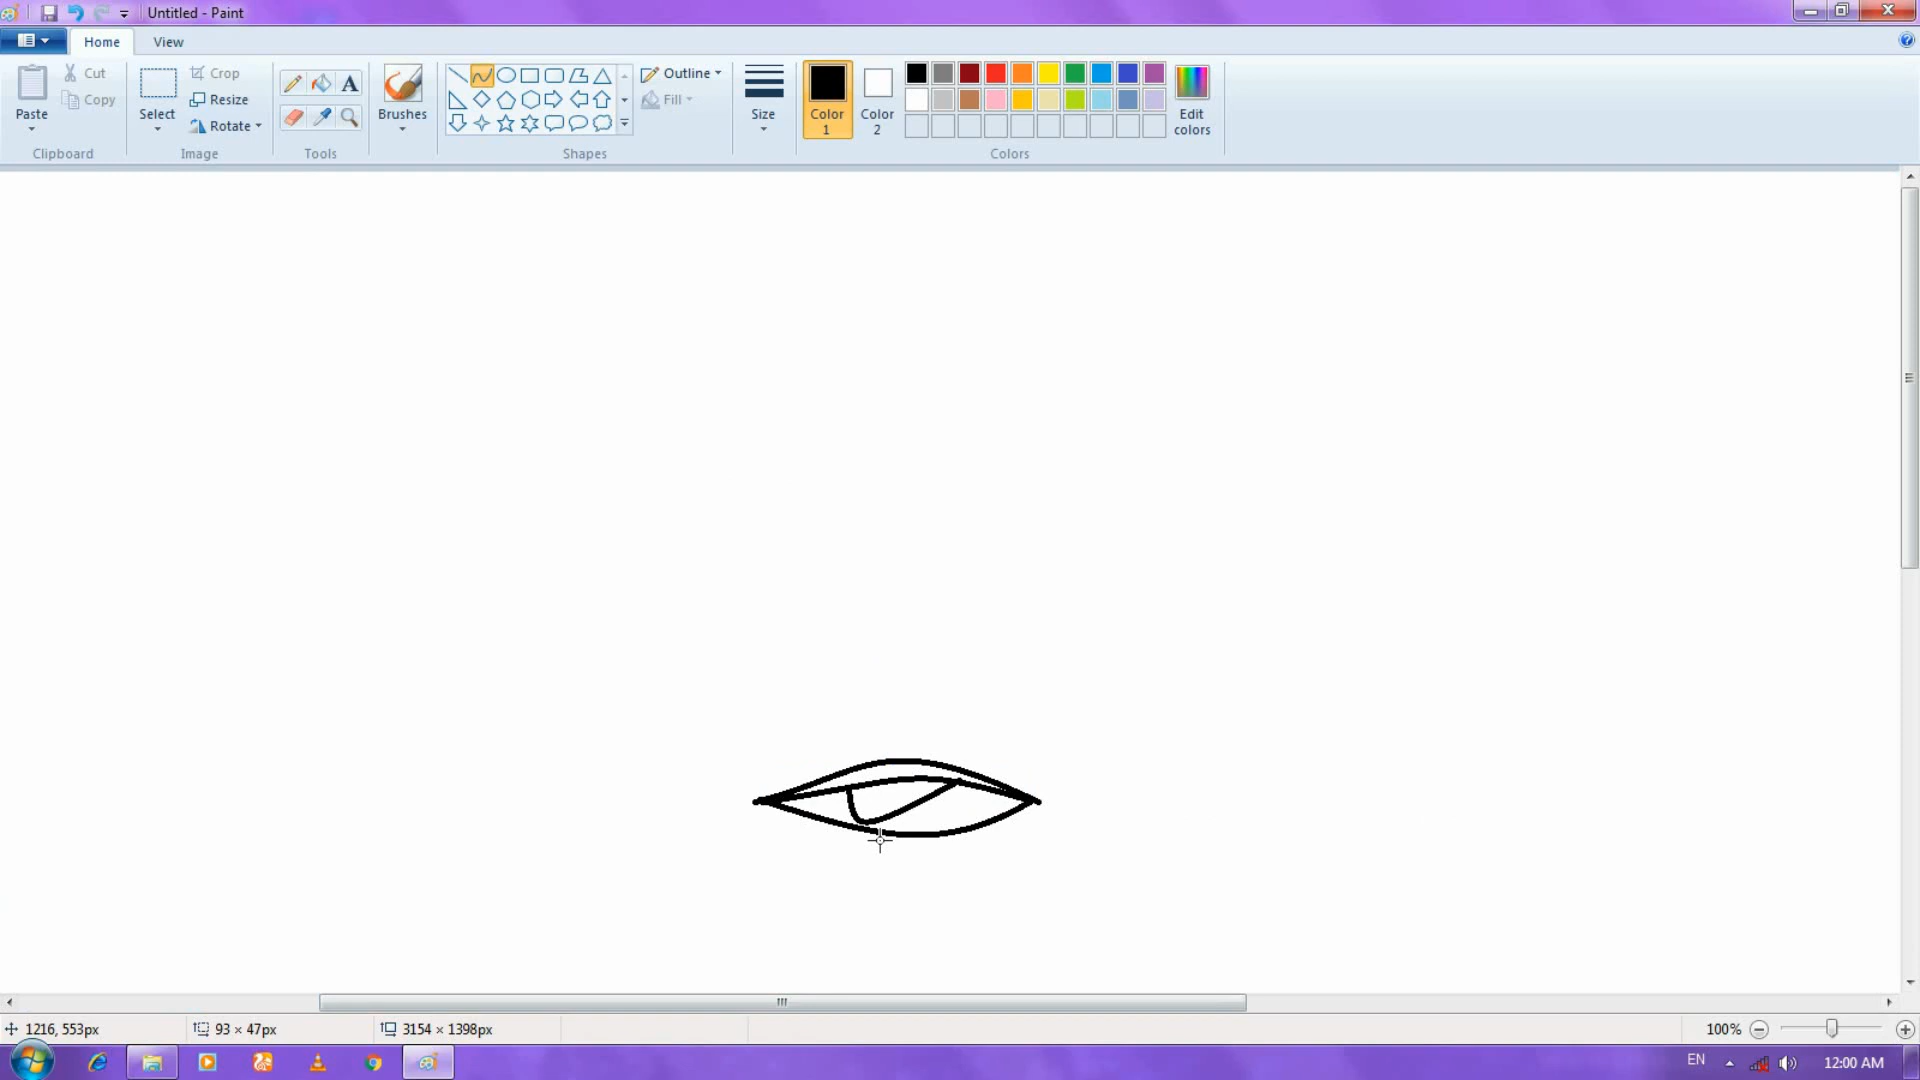 Untitled - Paint
Home View
Paste
Cut
Copy
Clipboard
Select
Crop
Resize
Rotate
Image
Tools
Brushes
Shapes
Outline
Fill
Size
Color 1
Color 2
Edit colors
Colors
1216, 553px 93 × 47px 3154 × 1398px 100%
EN 12:00 AM